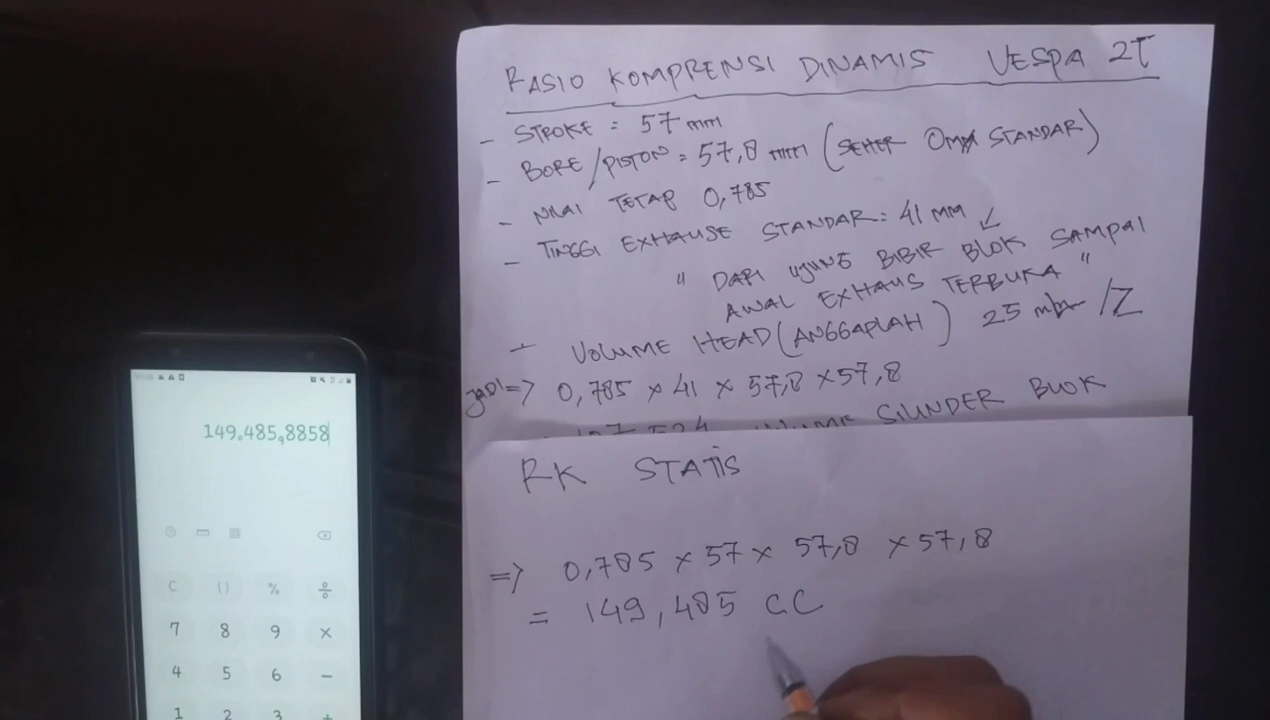 RASIO KOMPRENSI DINAMIS VESPA 2T
- STROKE = 57 mm
- BORE/PISTON = 57,8 mm (SEHER STANDAR)
- NILAI TETAP 0,785
- TINGGI EXHAUSE STANDAR: 41 MM
" DARI UJUNG BIBIR BLOK SAMPAI
AWAL EXHAUS TERBUKA "
- VOLUME HEAD (ANGGAPLAH) 25
JADI => 0,785 x 41 x 57,8 x 57,8
SILINDER BLOK
RK STATIS
=> 0,785 x 57 x 57,8 x 57,8
= 149,485 CC
149.485,8858
C () % ÷
7 8 9 ×
4 5 6 −
1 2 3 +